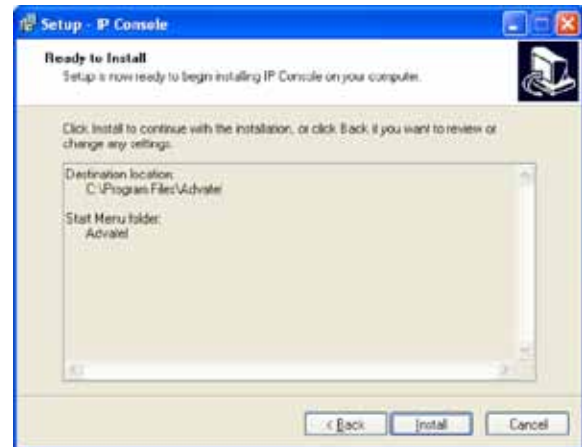 Setup - IP Console
Ready to Install
Setup is now ready to begin installing IP Console on your computer.
Click Install to continue with the installation, or click Back if you want to review or
change any settings.
Destination location:
C:\Program Files\Advatel
Start Menu folder:
Advatel
< Back
Install
Cancel